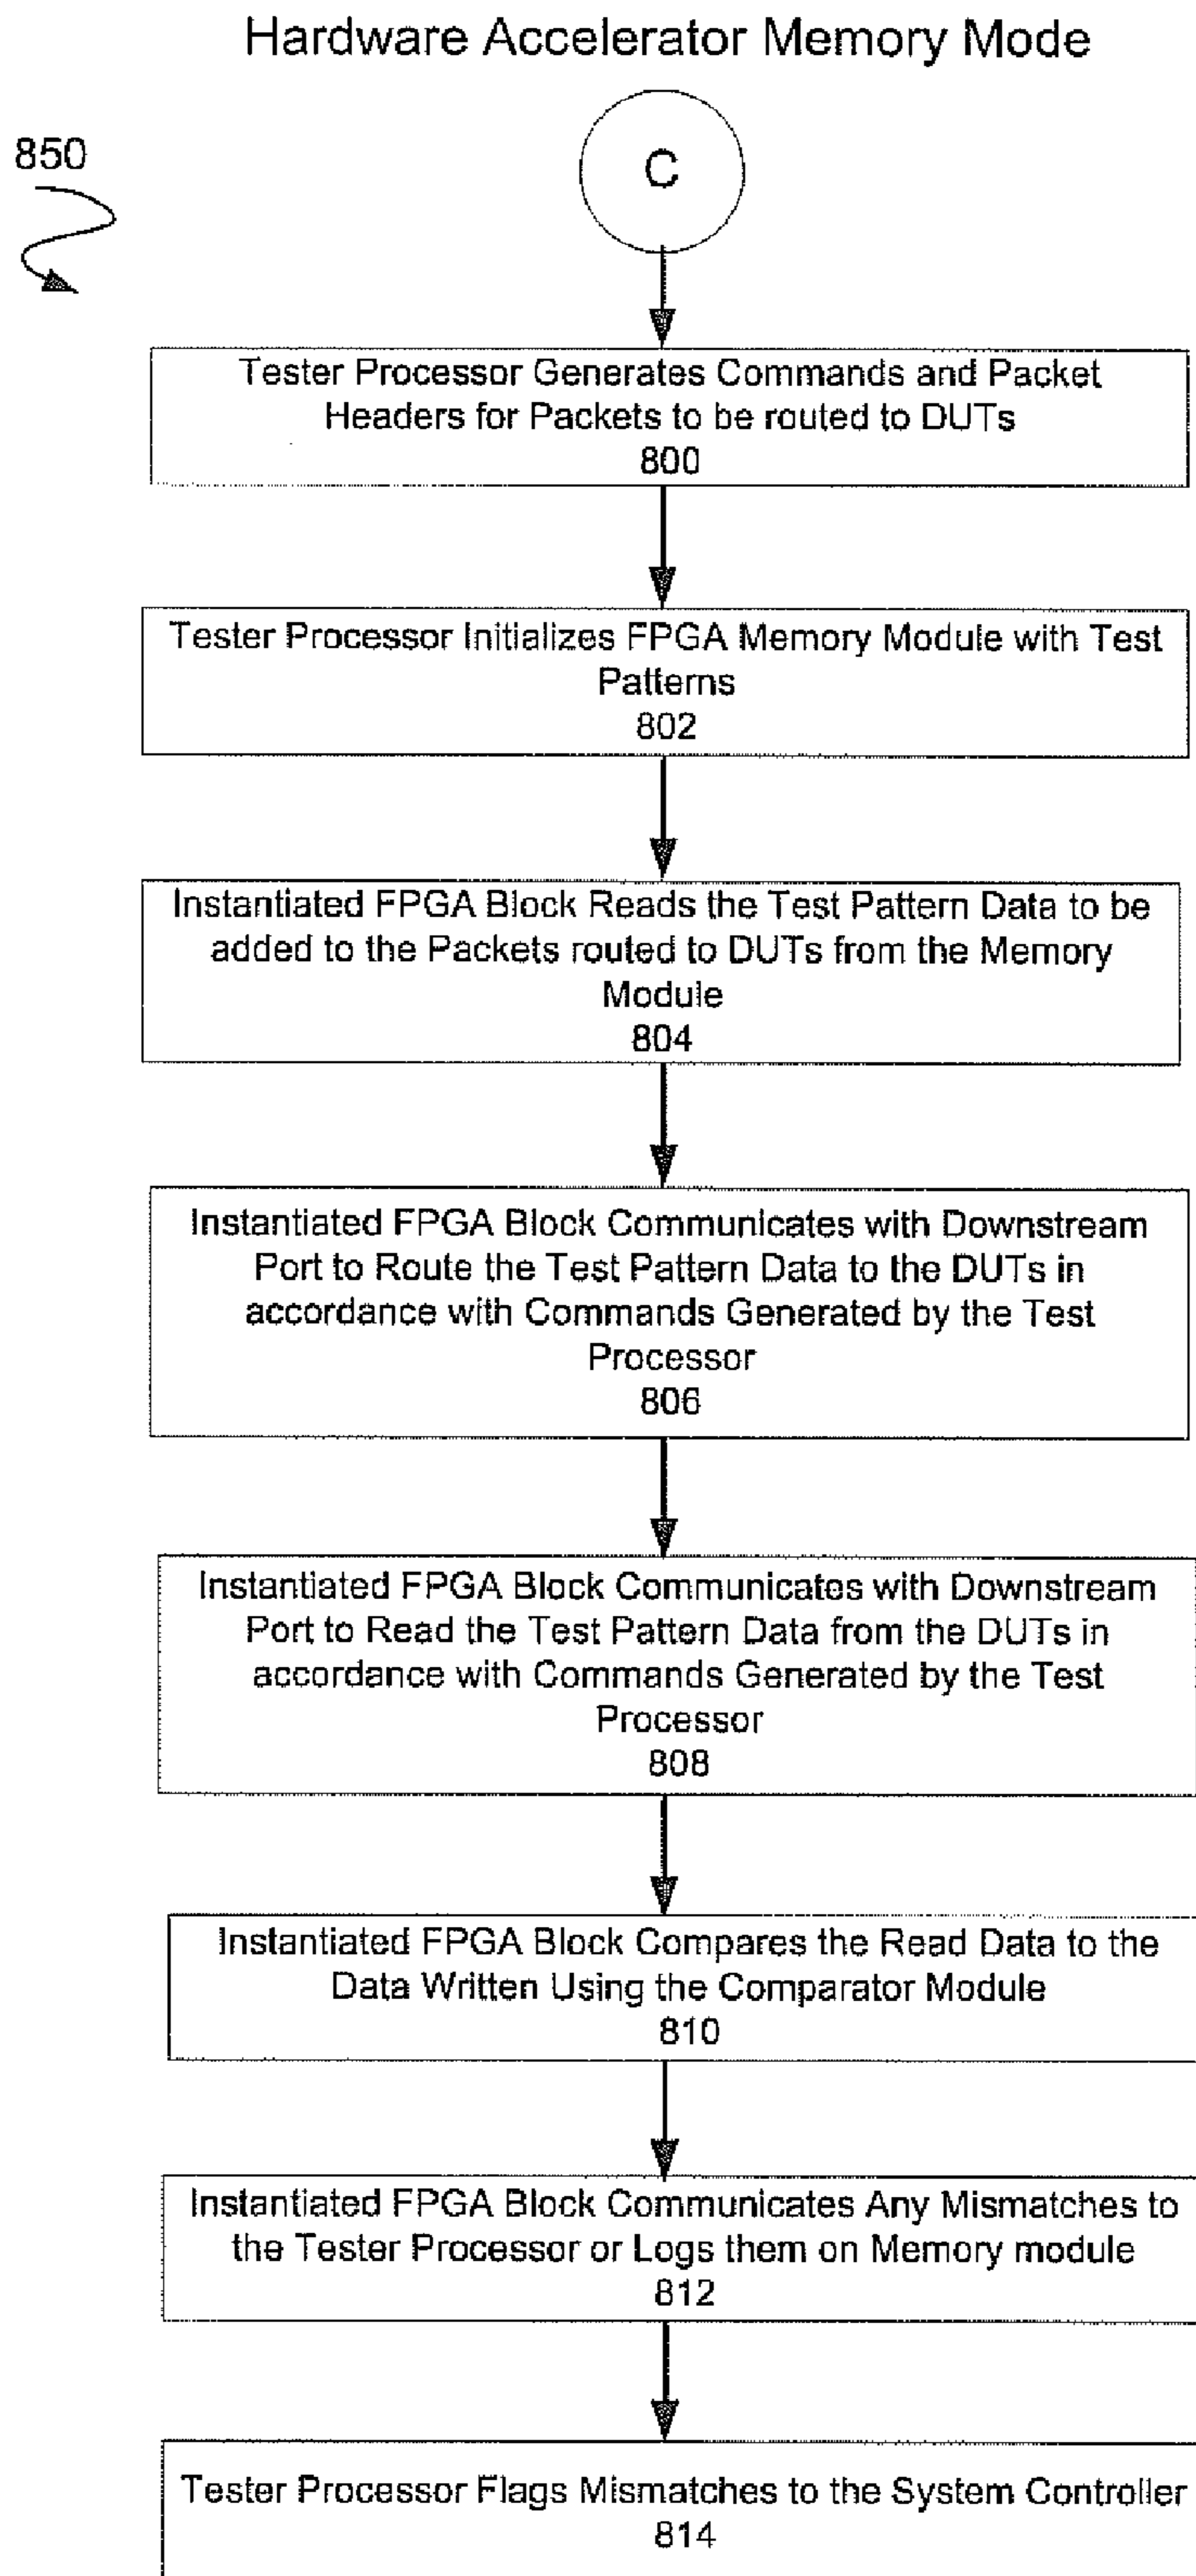 Hardware Accelerator Memory Mode
850
C
Tester Processor Generates Commands and Packet
Headers for Packets to be routed to DUTs
800
Tester Processor Initializes FPGA Memory Module with Test
Patterns
802
Instantiated FPGA Block Reads the Test Pattern Data to be
added to the Packets routed to DUTs from the Memory
Module
804
Instantiated FPGA Block Communicates with Downstream
Port to Route the Test Pattern Data to the DUTs in
accordance with Commands Generated by the Test
Processor
806
Instantiated FPGA Block Communicates with Downstream
Port to Read the Test Pattern Data from the DUTs in
accordance with Commands Generated by the Test
Processor
808
Instantiated FPGA Block Compares the Read Data to the
Data Written Using the Comparator Module
810
Instantiated FPGA Block Communicates Any Mismatches to
the Tester Processor or Logs them on Memory module
812
Tester Processor Flags Mismatches to the System Controller
814